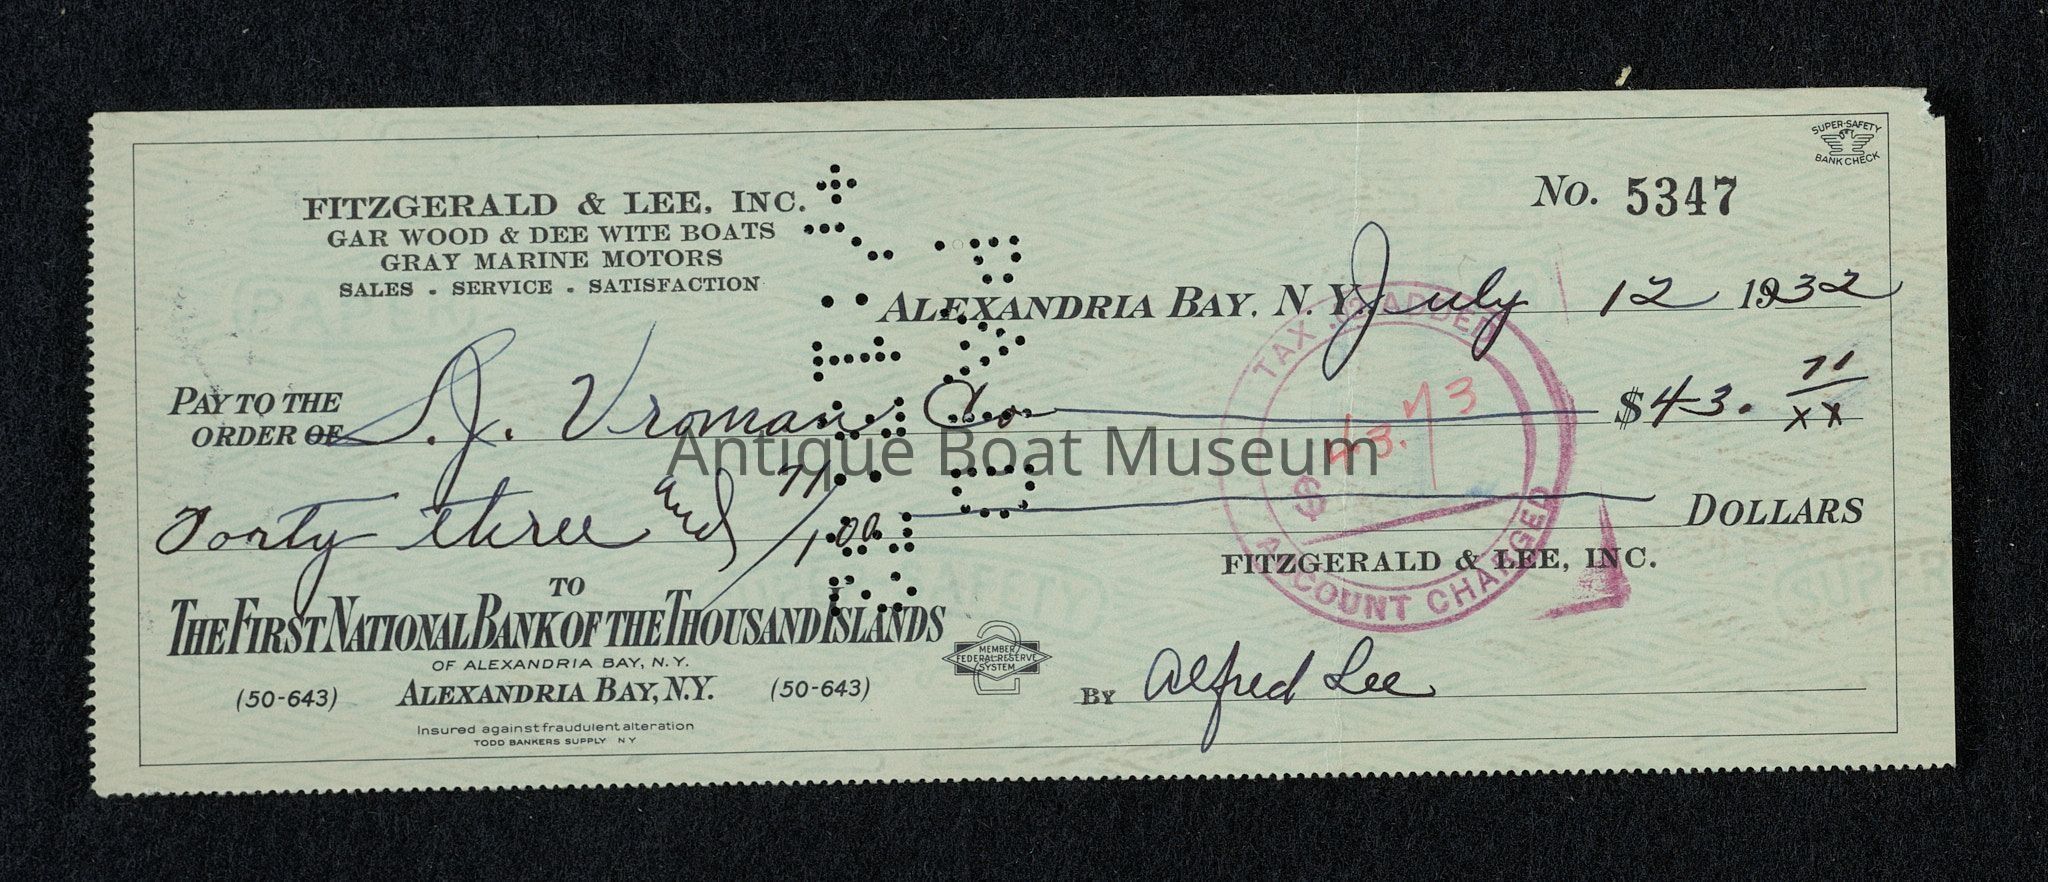 SUPER-SAFETY
BANK CHECK
FITZGERALD & LEE, INC.
GAR WOOD & DEE WITE BOATS
GRAY MARINE MOTORS
SALES . SERVICE . SATISFACTION
No. 5347
ALEXANDRIA BAY, N. Y. July 12 1932
PAY TO THE
ORDER OF S. J. Vroman Co $43. 71/xx
Forty three and 71/100 DOLLARS
TAX .02 ADDED
$ 43.73
ACCOUNT CHARGED
Antique Boat Museum
FITZGERALD & LEE, INC.
TO
THE FIRST NATIONAL BANK OF THE THOUSAND ISLANDS
OF ALEXANDRIA BAY, N.Y.
(50-643) ALEXANDRIA BAY, N.Y. (50-643)
2
MEMBER
FEDERAL RESERVE
SYSTEM
BY Alfred Lee
Insured against fraudulent alteration
TODD BANKERS SUPPLY NY